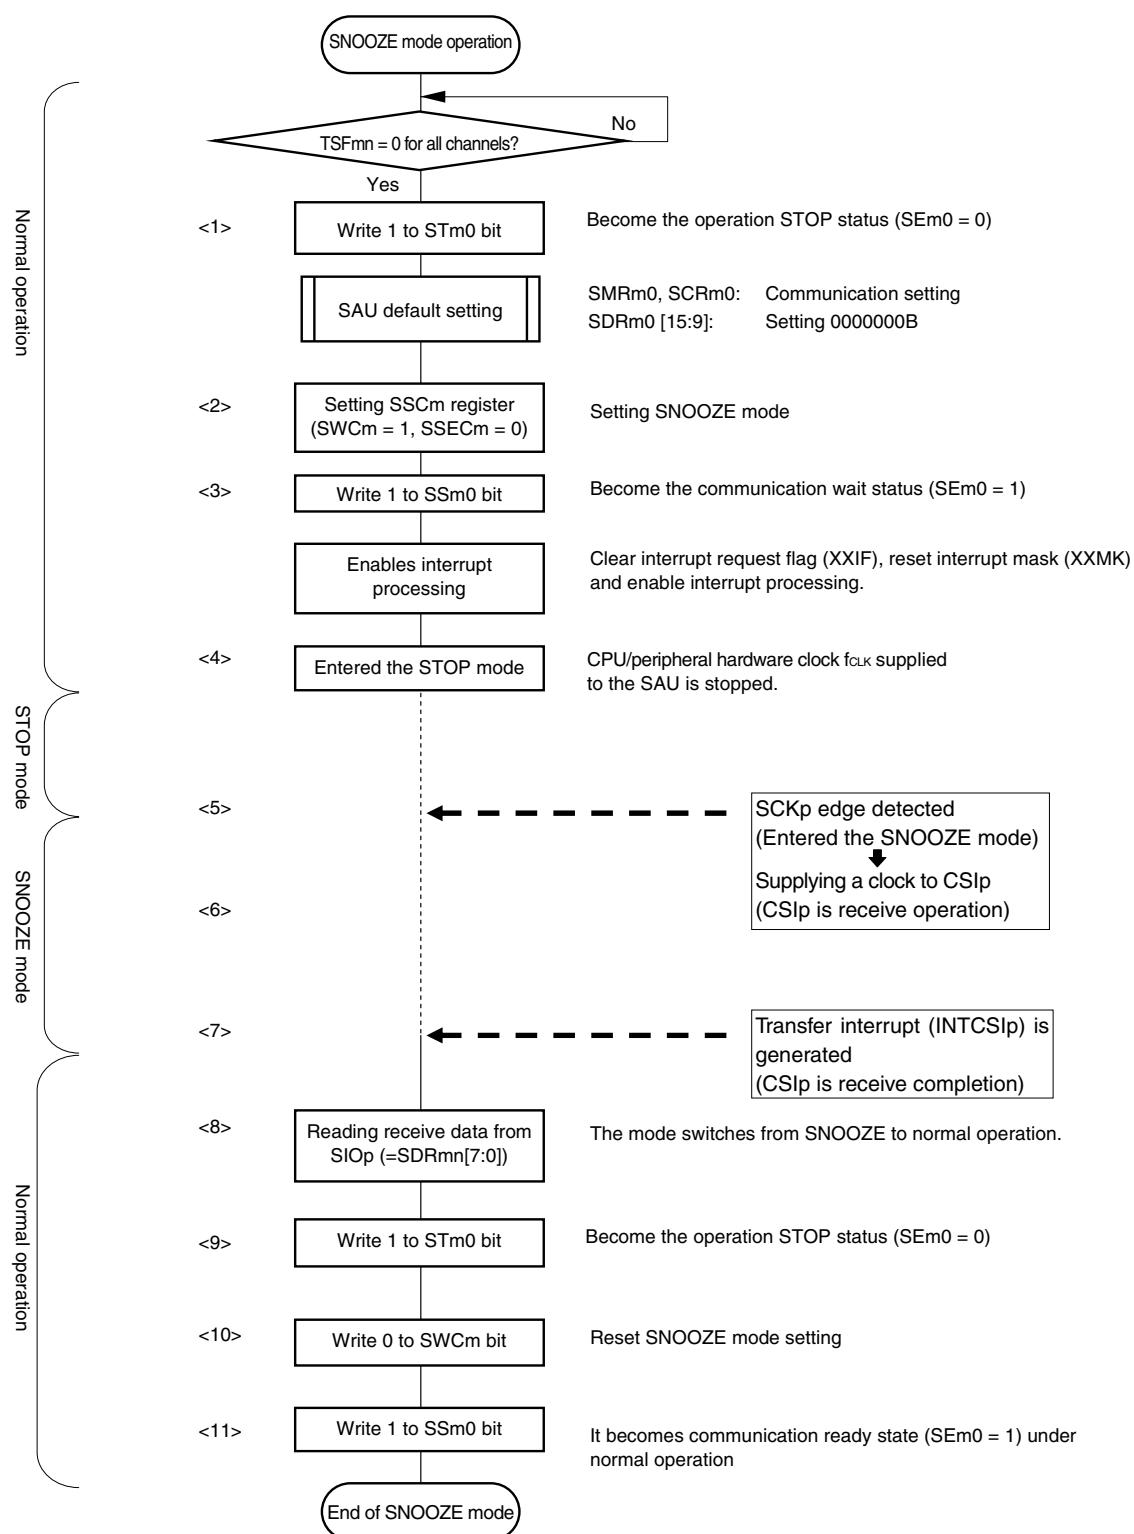 SNOOZE mode operation
No
TSFmn = 0 for all channels?
Yes
Normal operation
<1>
Write 1 to STm0 bit
Become the operation STOP status (SEm0 = 0)
SAU default setting
SMRm0, SCRm0: Communication setting
SDRm0 [15:9]: Setting 0000000B
<2>
Setting SSCm register
(SWCm = 1, SSECm = 0)
Setting SNOOZE mode
<3>
Write 1 to SSm0 bit
Become the communication wait status (SEm0 = 1)
Enables interrupt
processing
Clear interrupt request flag (XXIF), reset interrupt mask (XXMK)
and enable interrupt processing.
<4>
Entered the STOP mode
CPU/peripheral hardware clock fCLK supplied
to the SAU is stopped.
STOP mode
<5>
SCKp edge detected
(Entered the SNOOZE mode)
Supplying a clock to CSIp
(CSIp is receive operation)
SNOOZE mode
<6>
<7>
Transfer interrupt (INTCSIp) is
generated
(CSIp is receive completion)
Normal operation
<8>
Reading receive data from
SIOp (=SDRmn[7:0])
The mode switches from SNOOZE to normal operation.
<9>
Write 1 to STm0 bit
Become the operation STOP status (SEm0 = 0)
<10>
Write 0 to SWCm bit
Reset SNOOZE mode setting
<11>
Write 1 to SSm0 bit
It becomes communication ready state (SEm0 = 1) under
normal operation
End of SNOOZE mode